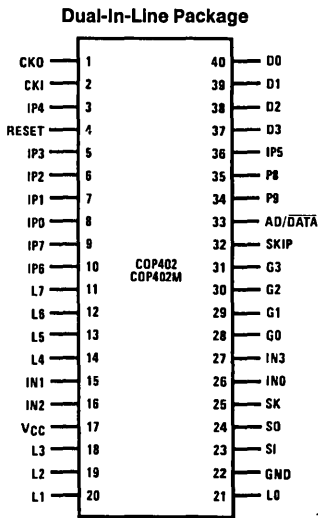 Dual-In-Line Package
CKO 1 40 D0
CKI 2 39 D1
IP4 3 38 D2
RESET 4 37 D3
IP3 5 36 IP5
IP2 6 35 P8
IP1 7 34 P9
IP0 8 33 AD/DATA
IP7 9 32 SKIP
IP6 10 COP402 31 G3
COP402M
L7 11 30 G2
L6 12 29 G1
L5 13 28 G0
L4 14 27 IN3
IN1 15 26 IN0
IN2 16 25 SK
VCC 17 24 SO
L3 18 23 SI
L2 19 22 GND
L1 20 21 L0